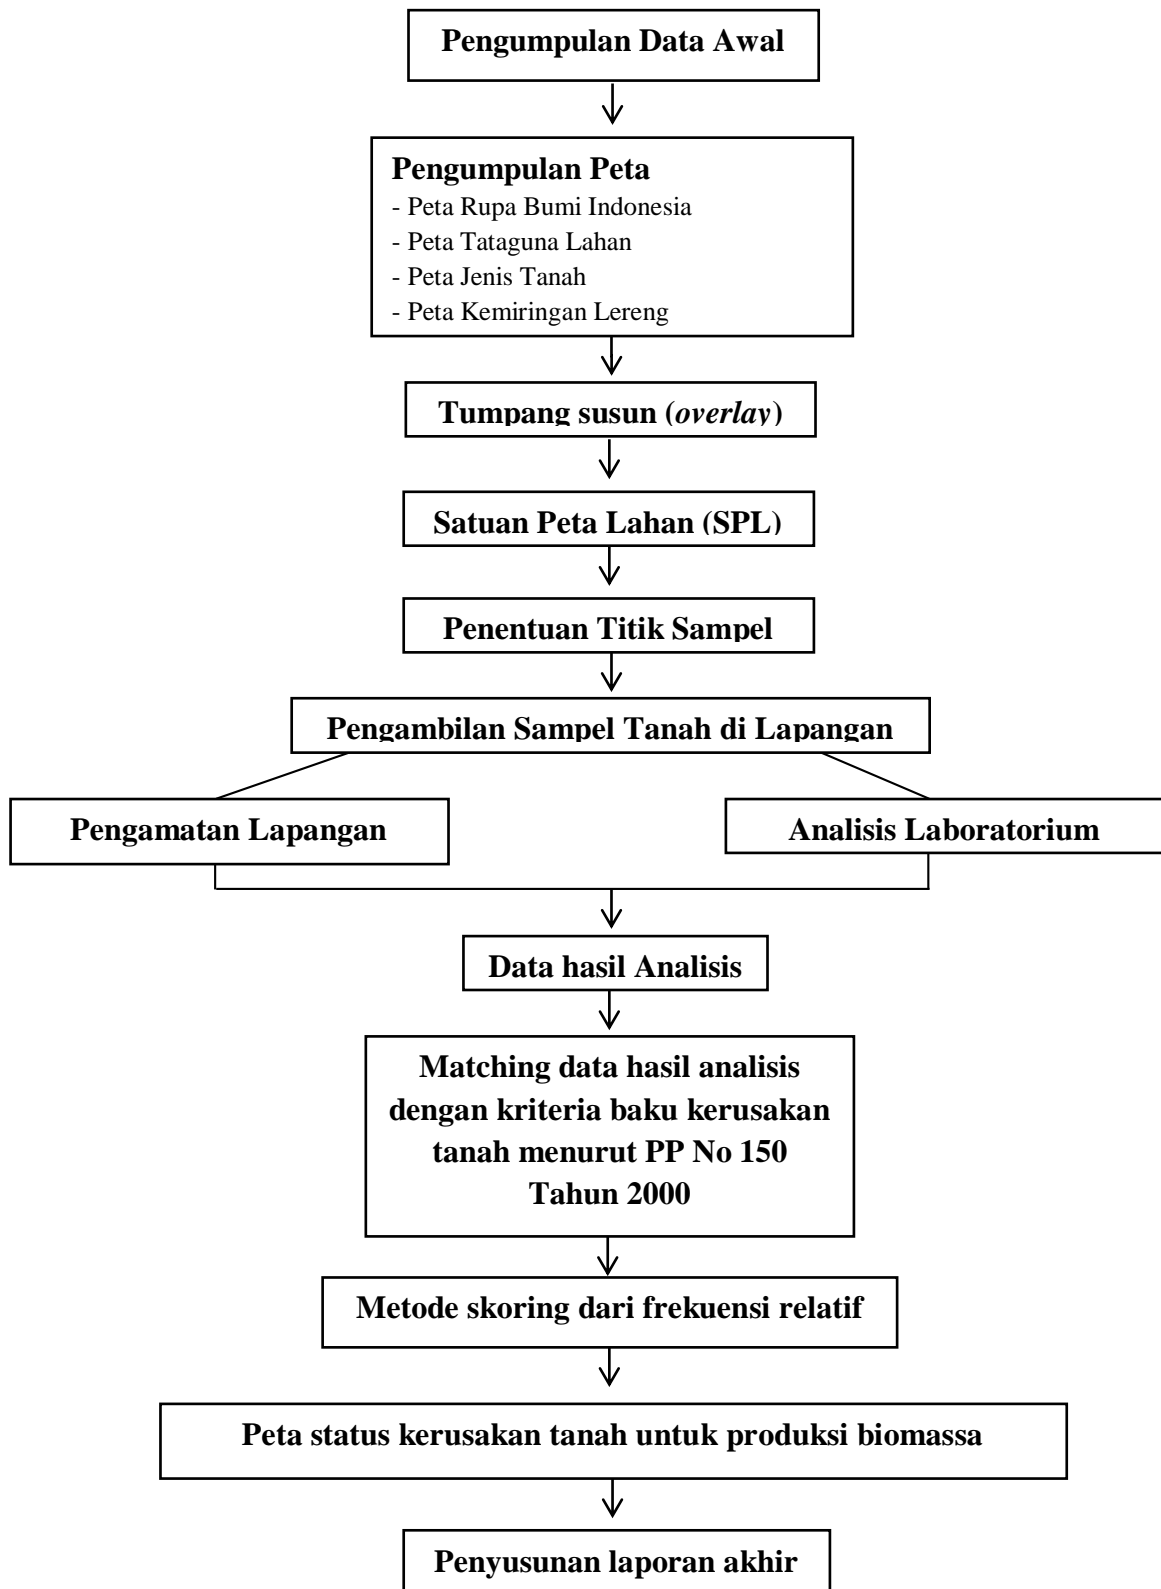 Pengumpulan Data Awal
Pengumpulan Peta
- Peta Rupa Bumi Indonesia
- Peta Tataguna Lahan
- Peta Jenis Tanah
- Peta Kemiringan Lereng
Tumpang susun (overlay)
Satuan Peta Lahan (SPL)
Penentuan Titik Sampel
Pengambilan Sampel Tanah di Lapangan
Pengamatan Lapangan
Analisis Laboratorium
Data hasil Analisis
Matching data hasil analisis
dengan kriteria baku kerusakan
tanah menurut PP No 150
Tahun 2000
Metode skoring dari frekuensi relatif
Peta status kerusakan tanah untuk produksi biomassa
Penyusunan laporan akhir